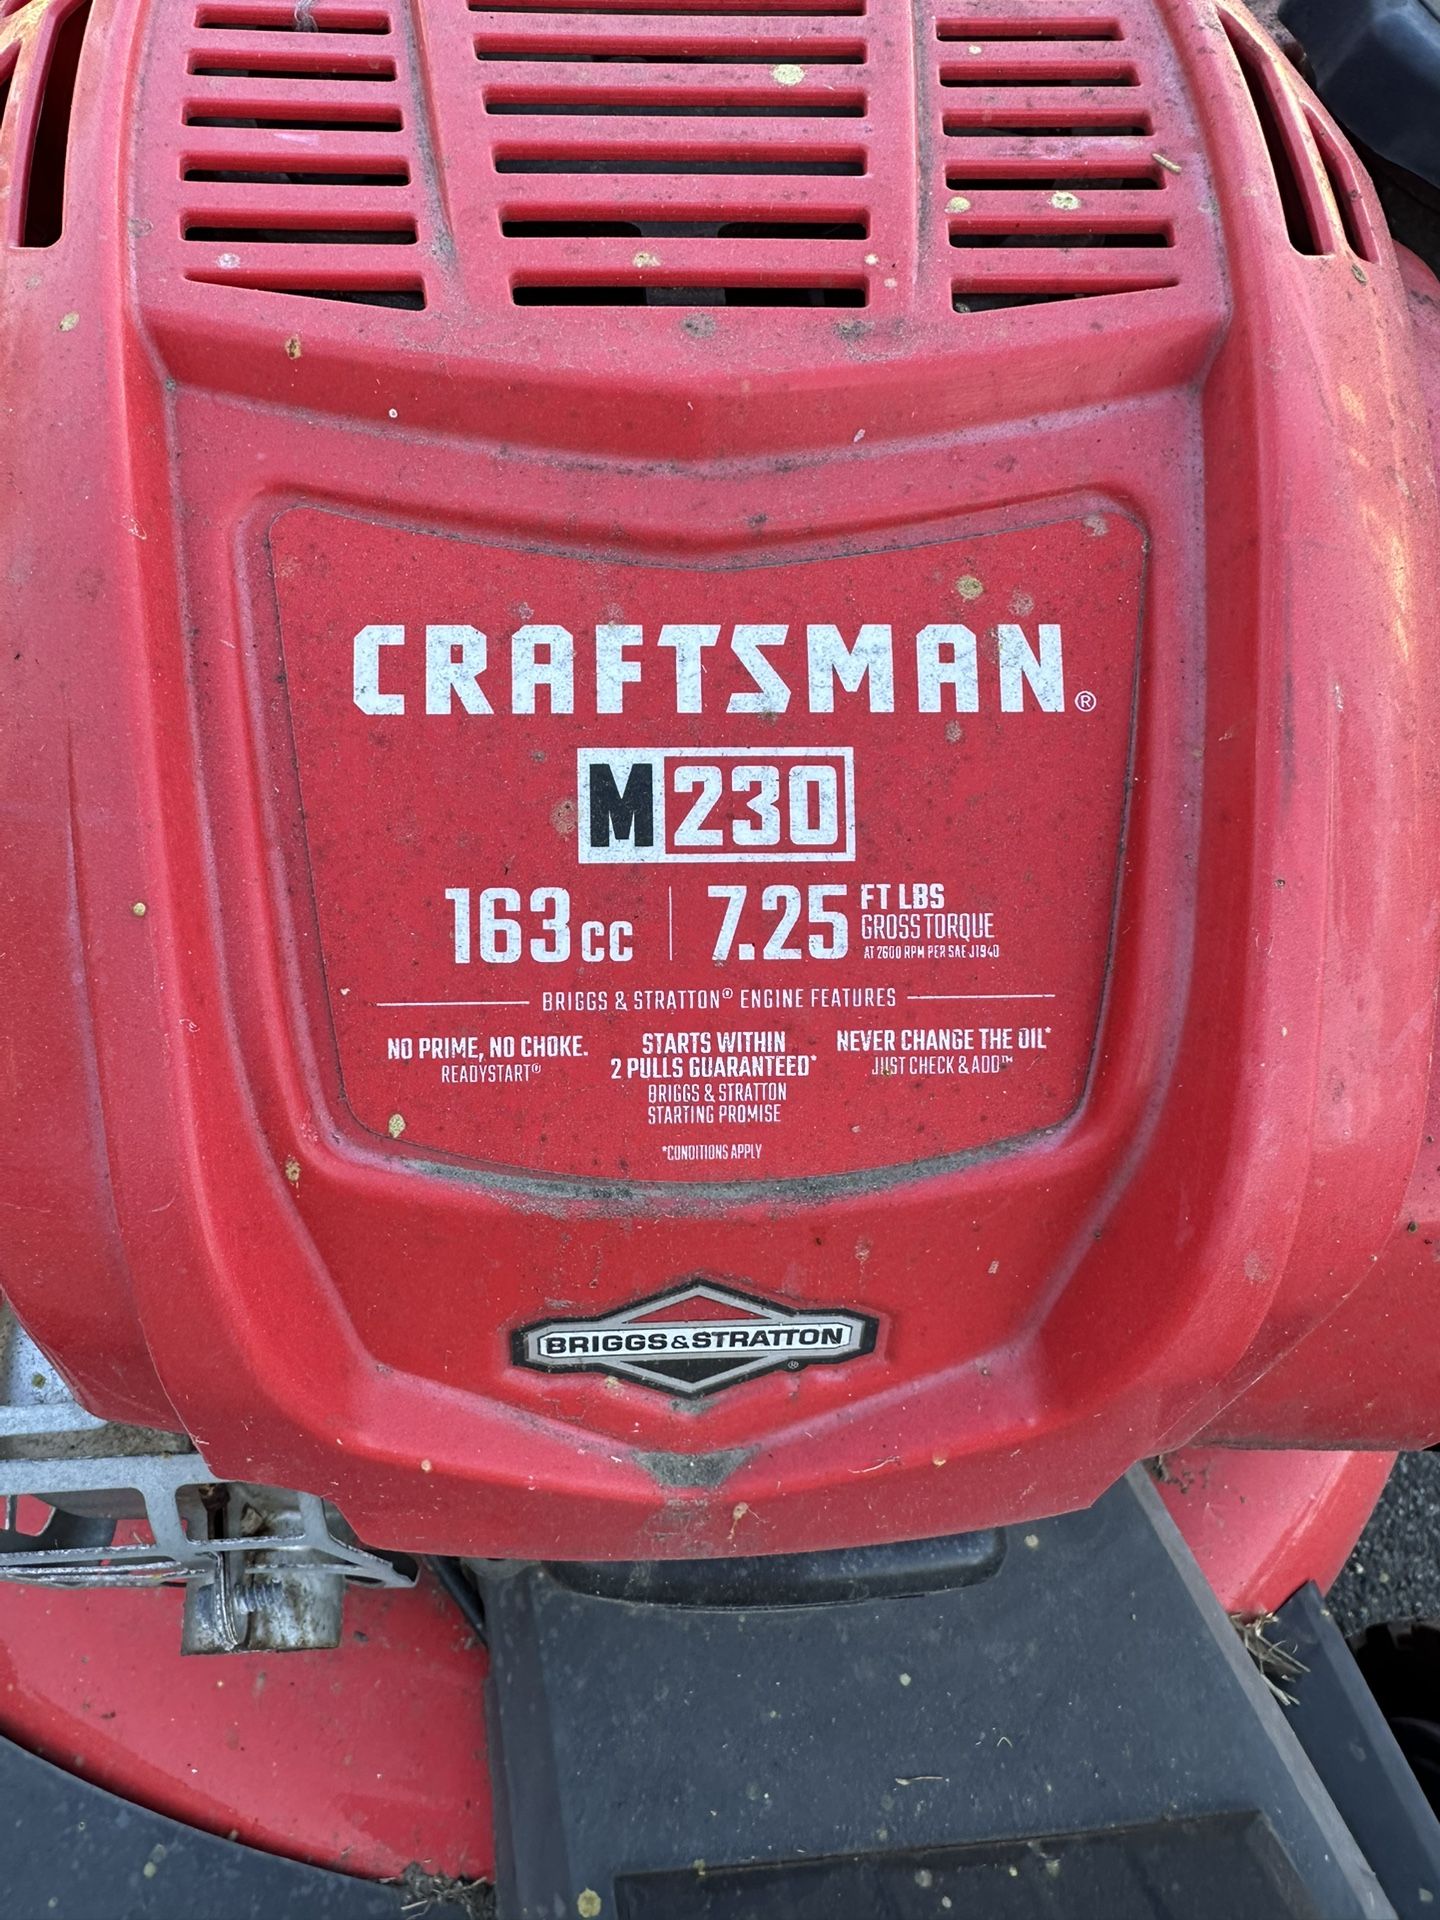 CRAFTSMAN®
M230
163cc | 7.25 FT LBS
GROSS TORQUE
AT 2600 RPM PER SAE J1940
BRIGGS & STRATTON® ENGINE FEATURES
NO PRIME, NO CHOKE.
READYSTART®
STARTS WITHIN
2 PULLS GUARANTEED*
BRIGGS & STRATTON
STARTING PROMISE
NEVER CHANGE THE OIL*
JUST CHECK & ADD™
*CONDITIONS APPLY
BRIGGS&STRATTON®